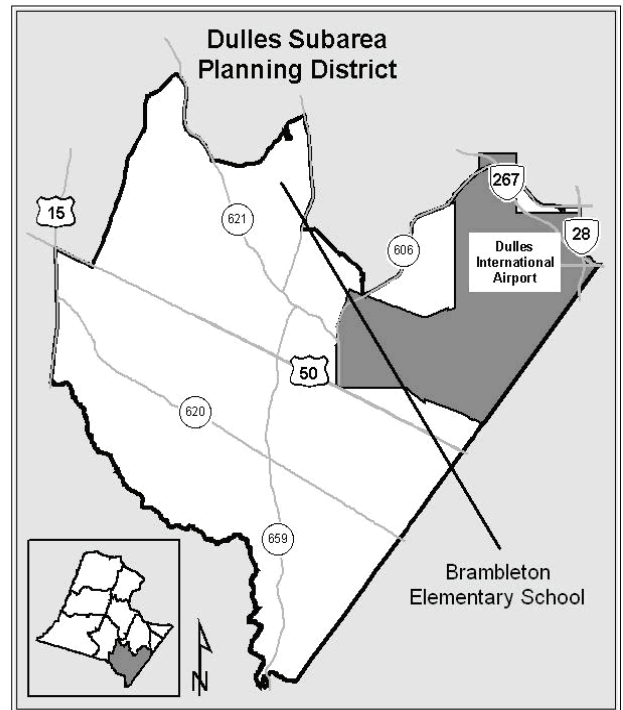 Dulles Subarea
Planning District
267
15
621
28
606
Dulles
International
Airport
50
620
659
Brambleton
Elementary School
N